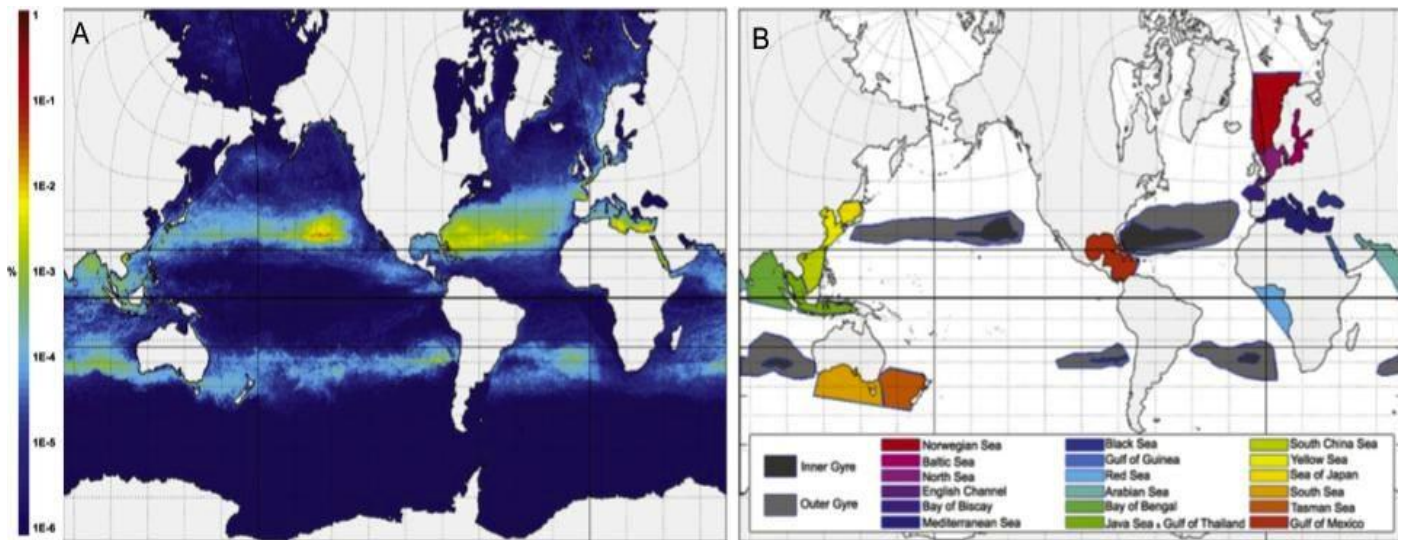 A
1
1E-1
1E-2
%
1E-3
1E-4
1E-5
1E-6
B
Inner Gyre
Outer Gyre
Norwegian Sea
Baltic Sea
North Sea
English Channel
Bay of Biscay
Mediterranean Sea
Black Sea
Gulf of Guinea
Red Sea
Arabian Sea
Bay of Bengal
Java Sea & Gulf of Thailand
South China Sea
Yellow Sea
Sea of Japan
South Sea
Tasman Sea
Gulf of Mexico